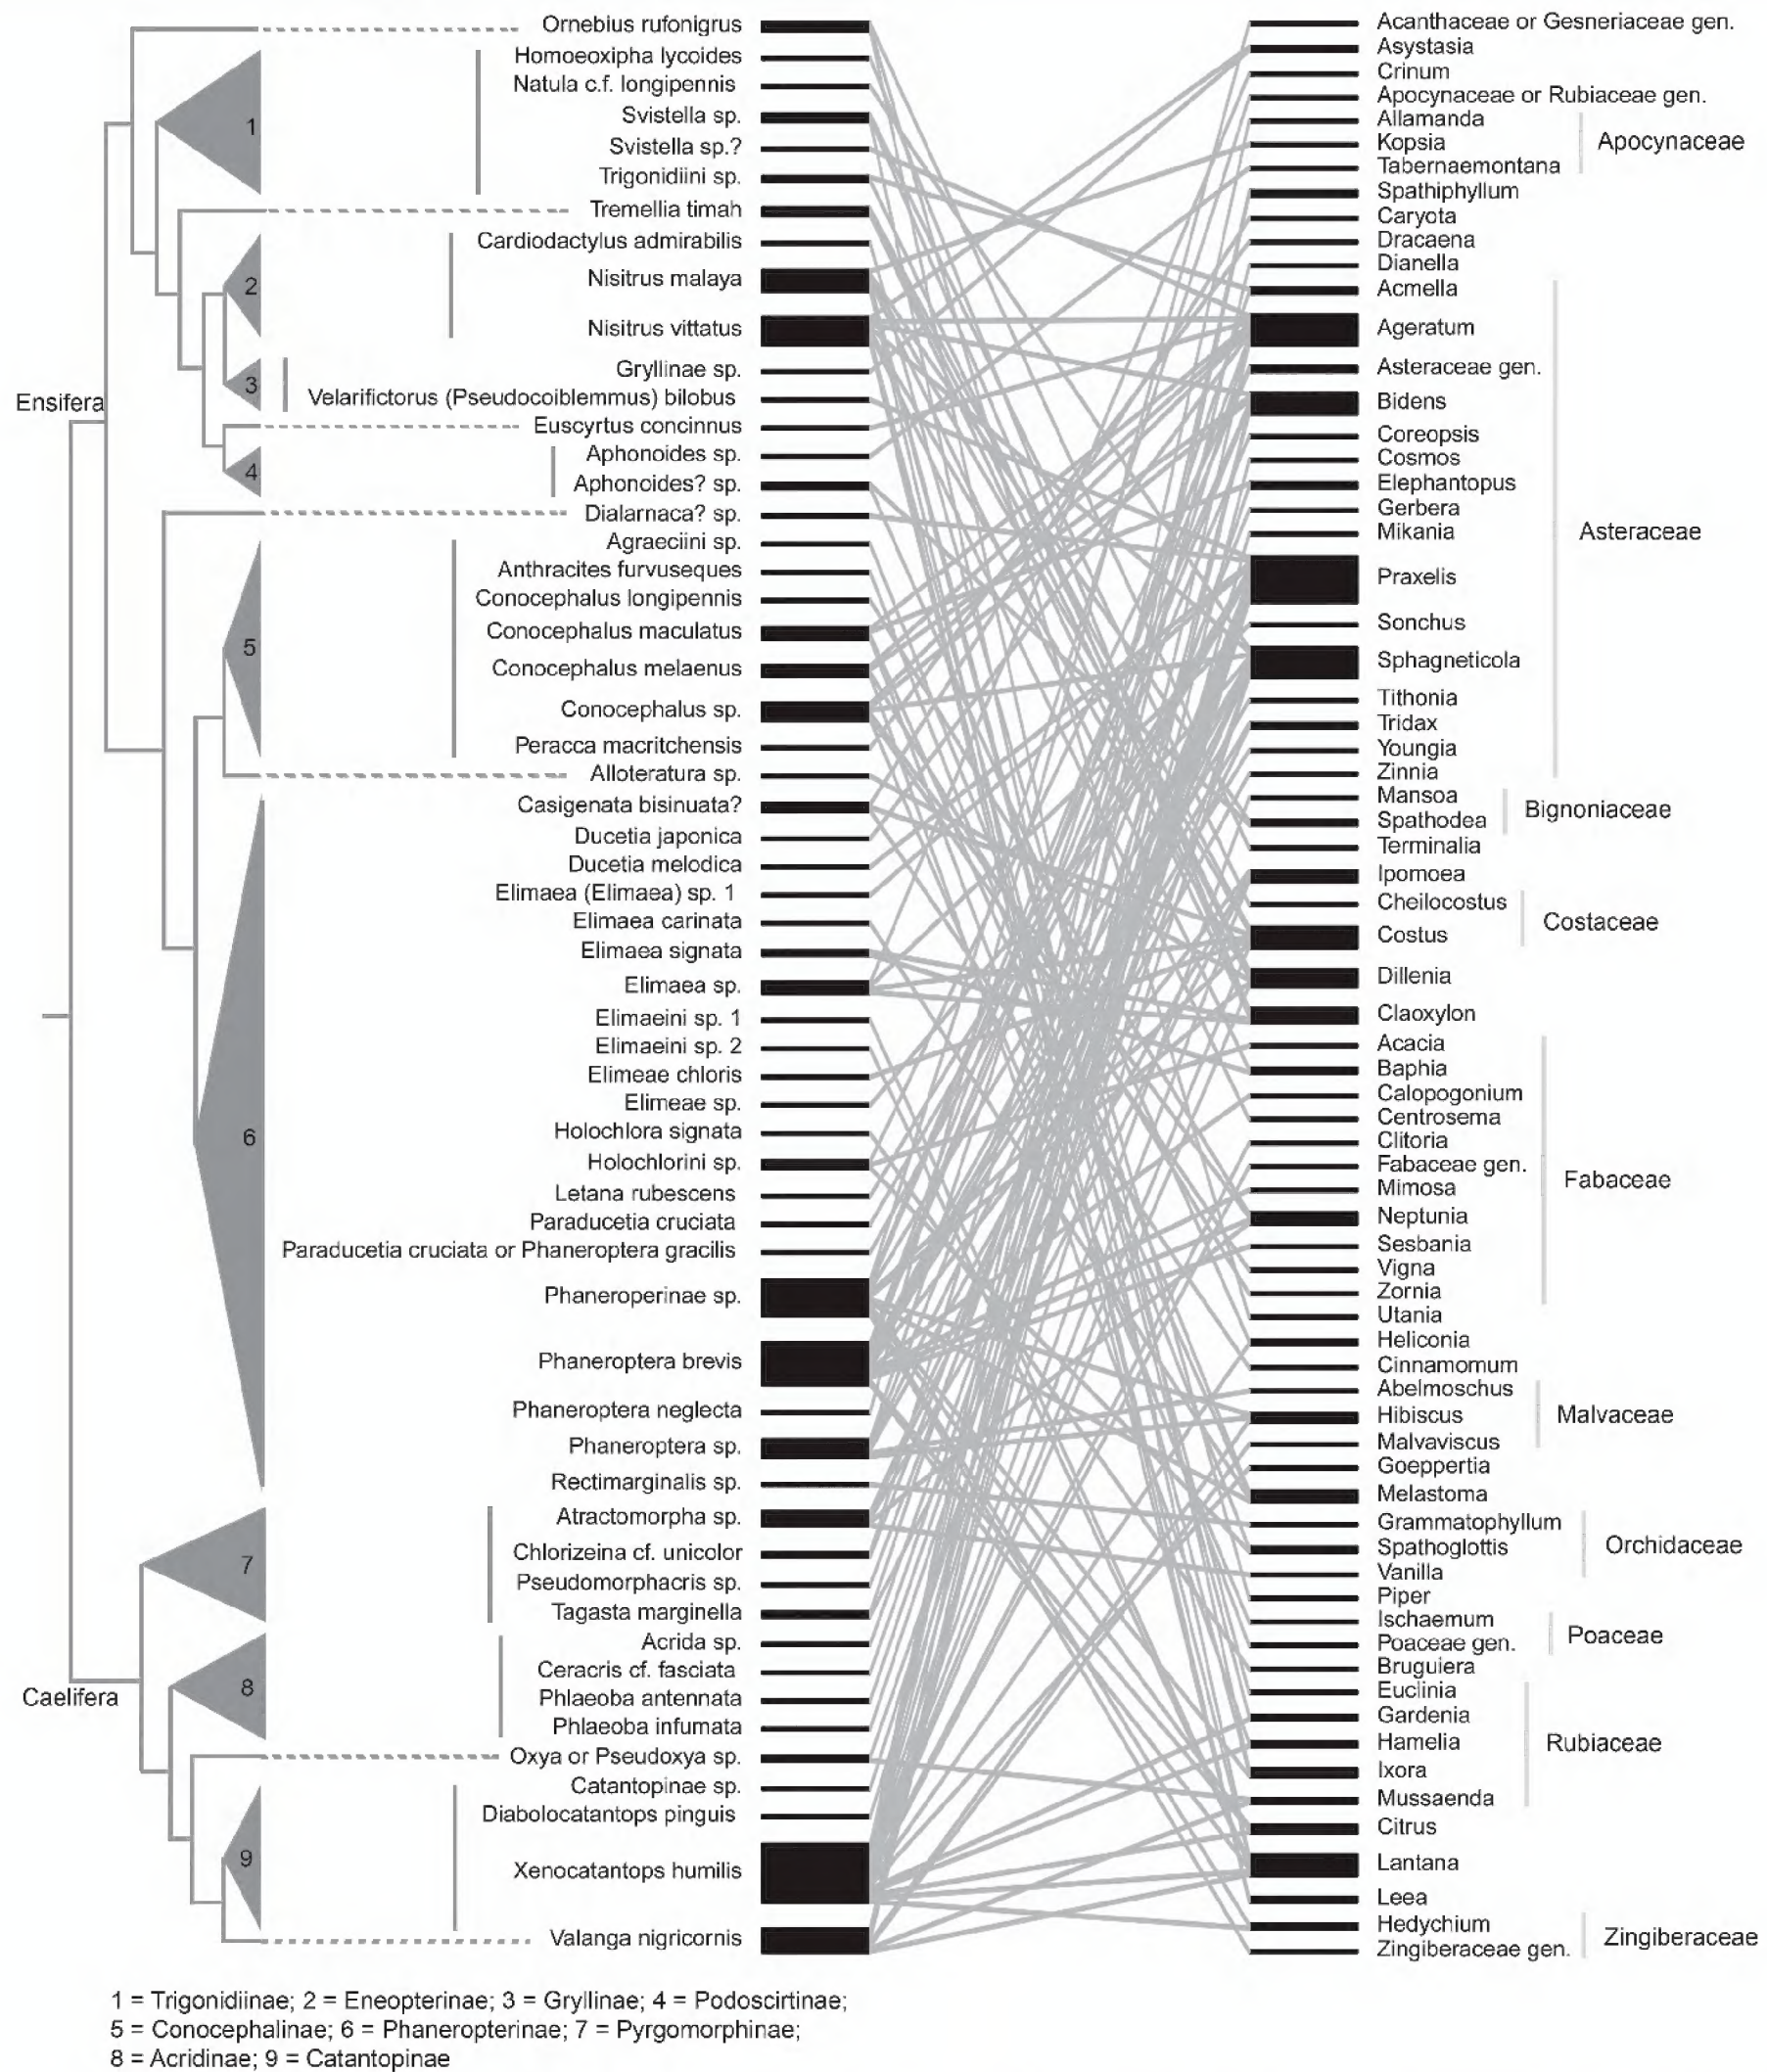 Ensifera
Caelifera
1
2
3
4
5
6
7
8
9
Ornebius rufonigrus
Homoeoxipha lycoides
Natula c.f. longipennis
Svistella sp.
Svistella sp.?
Trigonidiini sp.
Tremellia timah
Cardiodactylus admirabilis
Nisitrus malaya
Nisitrus vittatus
Gryllinae sp.
Velarifictorus (Pseudocoiblemmus) bilobus
Euscyrtus concinnus
Aphonoides sp.
Aphonoides? sp.
Dialarnaca? sp.
Agraeciini sp.
Anthracites furvuseques
Conocephalus longipennis
Conocephalus maculatus
Conocephalus melaenus
Conocephalus sp.
Peracca macritchensis
Alloteratura sp.
Casigenata bisinuata?
Ducetia japonica
Ducetia melodica
Elimaea (Elimaea) sp. 1
Elimaea carinata
Elimaea signata
Elimaea sp.
Elimaeini sp. 1
Elimaeini sp. 2
Elimeae chloris
Elimeae sp.
Holochlora signata
Holochlorini sp.
Letana rubescens
Paraducetia cruciata
Paraducetia cruciata or Phaneroptera gracilis
Phaneroperinae sp.
Phaneroptera brevis
Phaneroptera neglecta
Phaneroptera sp.
Rectimarginalis sp.
Atractomorpha sp.
Chlorizeina cf. unicolor
Pseudomorphacris sp.
Tagasta marginella
Acrida sp.
Ceracris cf. fasciata
Phlaeoba antennata
Phlaeoba infumata
Oxya or Pseudoxya sp.
Catantopinae sp.
Diabolocatantops pinguis
Xenocatantops humilis
Valanga nigricornis
Acanthaceae or Gesneriaceae gen.
Asystasia
Crinum
Apocynaceae or Rubiaceae gen.
Allamanda
Kopsia
Tabernaemontana
Apocynaceae
Spathiphyllum
Caryota
Dracaena
Dianella
Acmella
Ageratum
Asteraceae gen.
Bidens
Coreopsis
Cosmos
Elephantopus
Gerbera
Mikania
Asteraceae
Praxelis
Sonchus
Sphagneticola
Tithonia
Tridax
Youngia
Zinnia
Mansoa
Spathodea
Bignoniaceae
Terminalia
Ipomoea
Cheilocostus
Costus
Costaceae
Dillenia
Claoxylon
Acacia
Baphia
Calopogonium
Centrosema
Clitoria
Fabaceae gen.
Mimosa
Fabaceae
Neptunia
Sesbania
Vigna
Zornia
Utania
Heliconia
Cinnamomum
Abelmoschus
Hibiscus
Malvaviscus
Malvaceae
Goeppertia
Melastoma
Grammatophyllum
Spathoglottis
Vanilla
Orchidaceae
Piper
Ischaemum
Poaceae gen.
Poaceae
Bruguiera
Euclinia
Gardenia
Hamelia
Ixora
Mussaenda
Rubiaceae
Citrus
Lantana
Leea
Hedychium
Zingiberaceae gen.
Zingiberaceae
1 = Trigonidiinae; 2 = Eneopterinae; 3 = Gryllinae; 4 = Podoscirtinae;
5 = Conocephalinae; 6 = Phaneropterinae; 7 = Pyrgomorphinae;
8 = Acridinae; 9 = Catantopinae